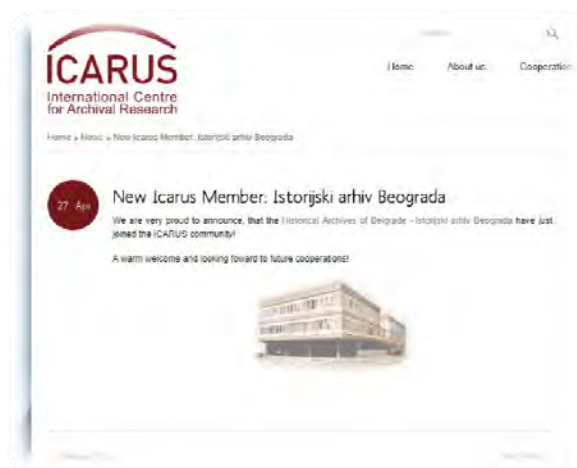 ICARUS
International Centre
for Archival Research
Home About us Cooperation
Home » News » New Icarus Member: Istorijski arhiv Beograda
27 Apr
New Icarus Member: Istorijski arhiv Beograda
We are very proud to announce, that the Historical Archives of Belgrade - Istorijski arhiv Beograda have just
joined the ICARUS community!
A warm welcome and looking foward to future cooperations!